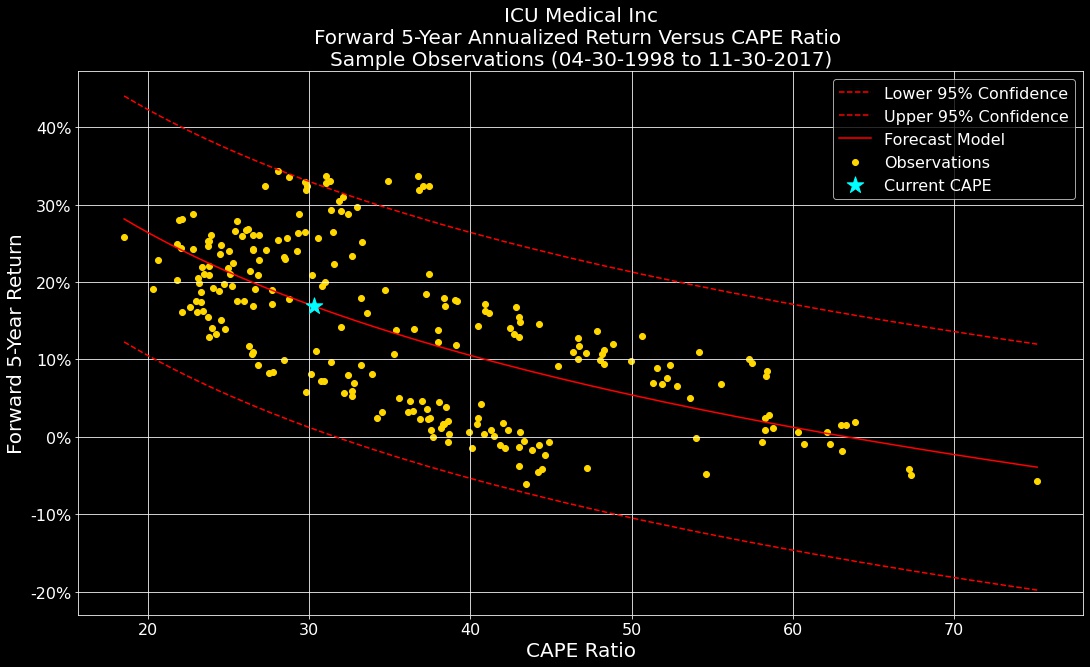 ICU Medical Inc
Forward 5-Year Annualized Return Versus CAPE Ratio
Sample Observations (04-30-1998 to 11-30-2017)
Lower 95% Confidence
Upper 95% Confidence
Forecast Model
Observations
Current CAPE
Forward 5-Year Return
40%
30%
20%
10%
0%
-10%
-20%
20 30 40 50 60 70
CAPE Ratio